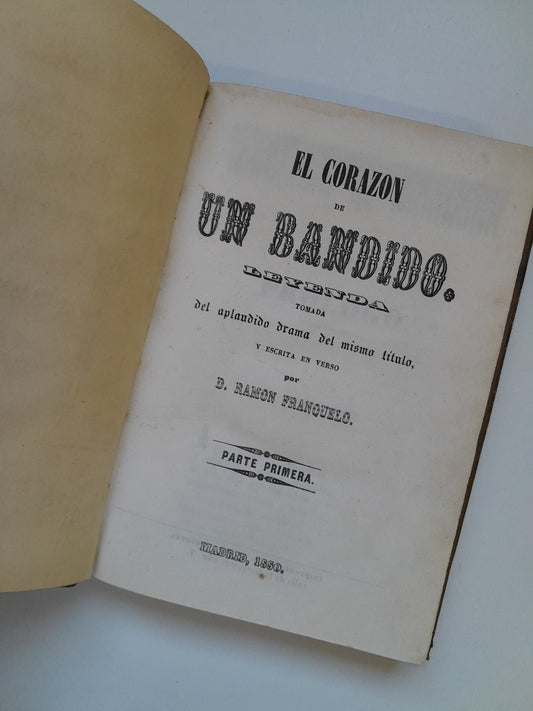 EL CORAZON
DE
UN BANDIDO.
LEYENDA
TOMADA
del aplaudido drama del mismo título,
Y ESCRITA EN VERSO
por
D. RAMON FRANQUELO.
PARTE PRIMERA.
MADRID, 1850.